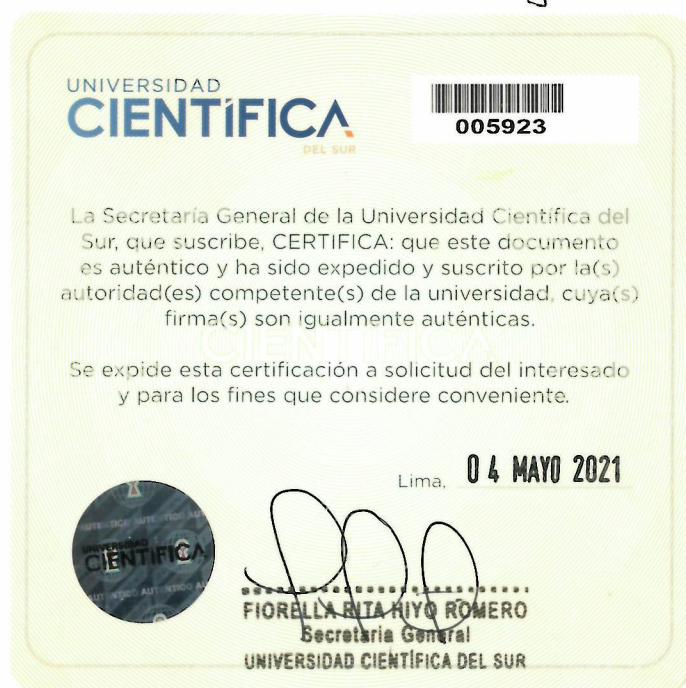 UNIVERSIDAD
CIENTÍFICA
DEL SUR
005923
La Secretaría General de la Universidad Científica del
Sur, que suscribe, CERTIFICA: que este documento
es auténtico y ha sido expedido y suscrito por la(s)
autoridad(es) competente(s) de la universidad, cuya(s)
firma(s) son igualmente auténticas.
CIENTÍFICA
Se expide esta certificación a solicitud del interesado
y para los fines que considere conveniente.
Lima, 04 MAYO 2021
UNIVERSIDAD
CIENTÍFICA
FIORELLA RITA HIYO ROMERO
Secretaria General
UNIVERSIDAD CIENTÍFICA DEL SUR